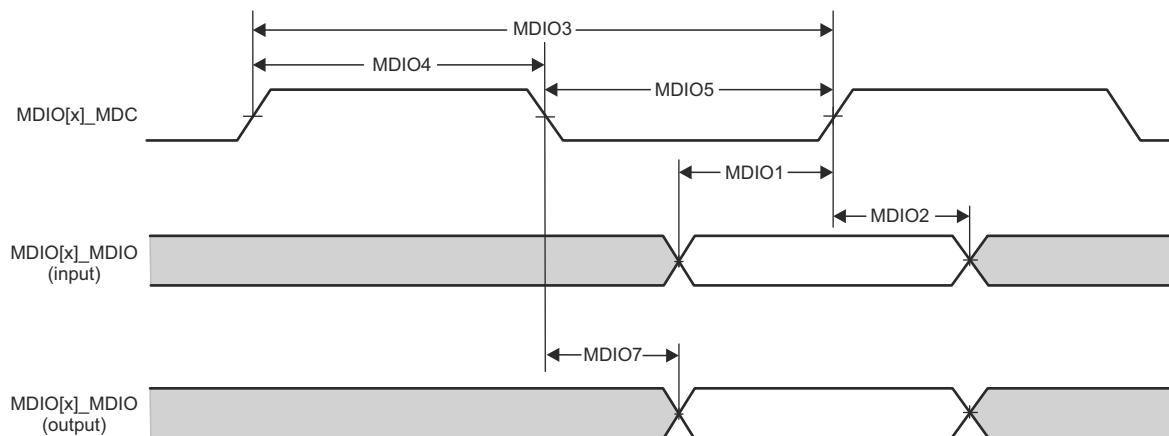 MDIO3
MDIO4
MDIO5
MDIO[x]_MDC
MDIO1
MDIO2
MDIO[x]_MDIO
(input)
MDIO7
MDIO[x]_MDIO
(output)